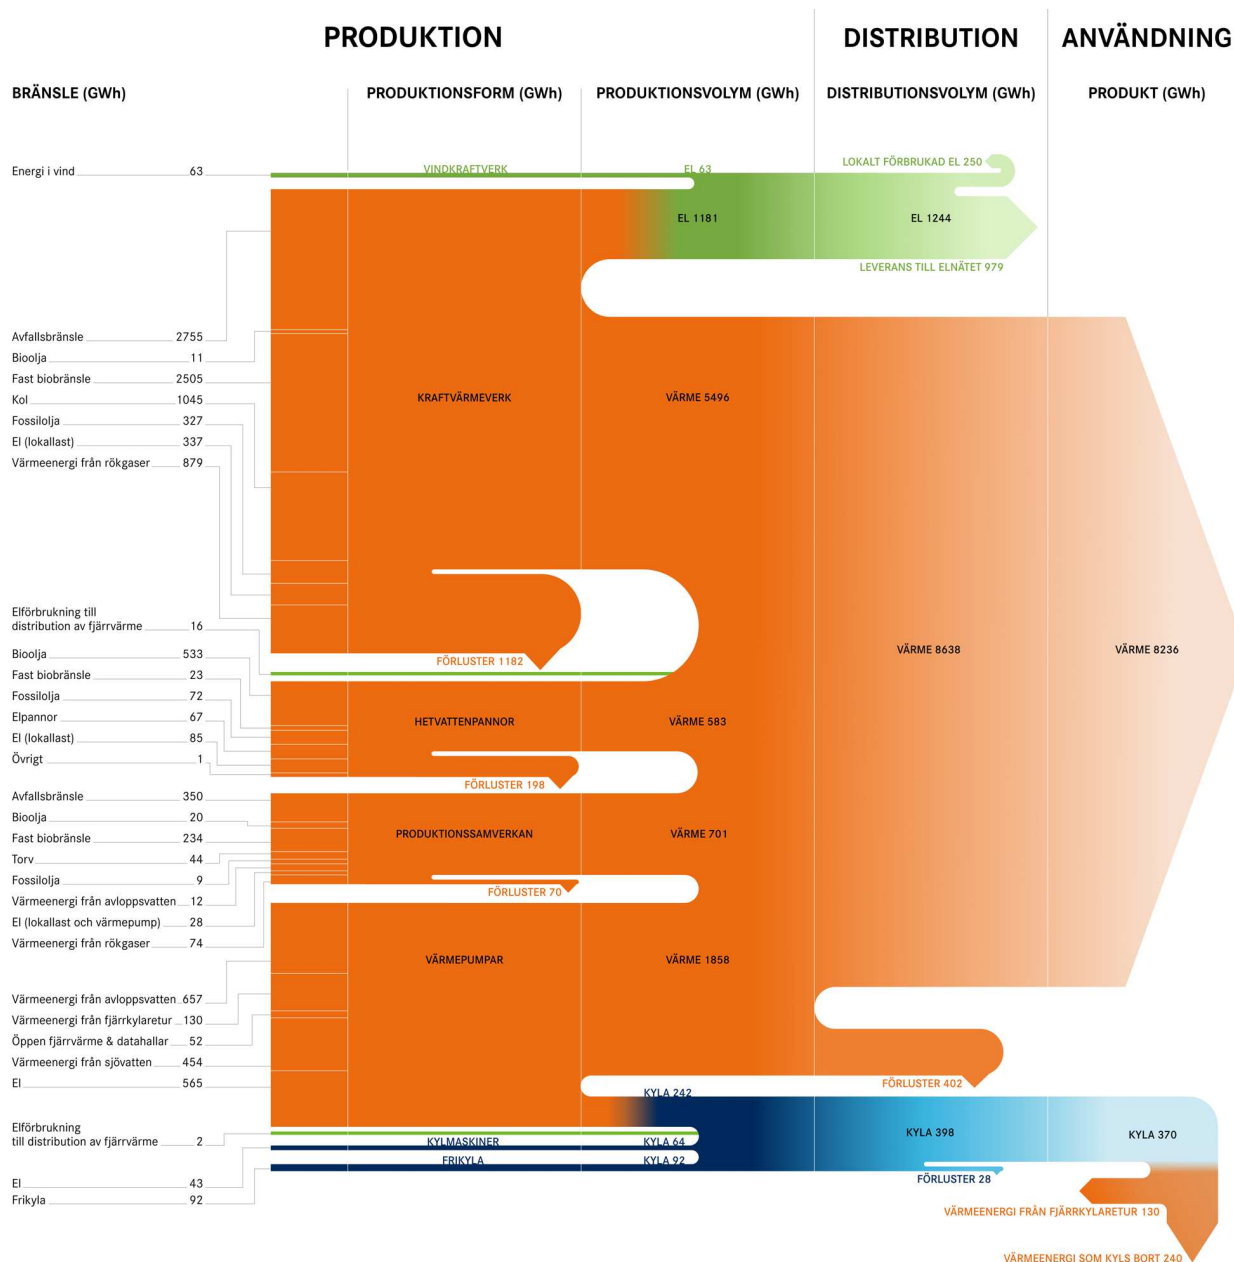 PRODUKTION
DISTRIBUTION
ANVÄNDNING
BRÄNSLE (GWh)
PRODUKTIONSFORM (GWh)
PRODUKTIONSVOLYM (GWh)
DISTRIBUTIONSVOLYM (GWh)
PRODUKT (GWh)
Energi i vind 63
VINDKRAFTVERK
EL 63
LOKALT FÖRBRUKAD EL 250
EL 1181
EL 1244
LEVERANS TILL ELNÄTET 979
Avfallsbränsle 2755
Bioolja 11
Fast biobränsle 2505
Kol 1045
Fossilolja 327
El (lokallast) 337
Värmeenergi från rökgaser 879
KRAFTVÄRMEVERK
VÄRME 5496
Elförbrukning till
distribution av fjärrvärme 16
FÖRLUSTER 1182
VÄRME 8638
VÄRME 8236
Bioolja 533
Fast biobränsle 23
Fossilolja 72
Elpannor 67
El (lokallast) 85
Övrigt 1
HETVATTENPANNOR
VÄRME 583
FÖRLUSTER 198
Avfallsbränsle 350
Bioolja 20
Fast biobränsle 234
Torv 44
Fossilolja 9
Värmeenergi från avloppsvatten 12
El (lokallast och värmepump) 28
Värmeenergi från rökgaser 74
PRODUKTIONSSAMVERKAN
VÄRME 701
FÖRLUSTER 70
VÄRMEPUMPAR
VÄRME 1858
Värmeenergi från avloppsvatten 657
Värmeenergi från fjärrkylaretur 130
Öppen fjärrvärme & datahallar 52
Värmeenergi från sjövatten 454
El 565
FÖRLUSTER 402
KYLA 242
Elförbrukning
till distribution av fjärrvärme 2
KYLMASKINER
KYLA 64
KYLA 398
KYLA 370
FRIKYLA
KYLA 92
El 43
Frikyla 92
FÖRLUSTER 28
VÄRMEENERGI FRÅN FJÄRRKYLARETUR 130
VÄRMEENERGI SOM KYLS BORT 240